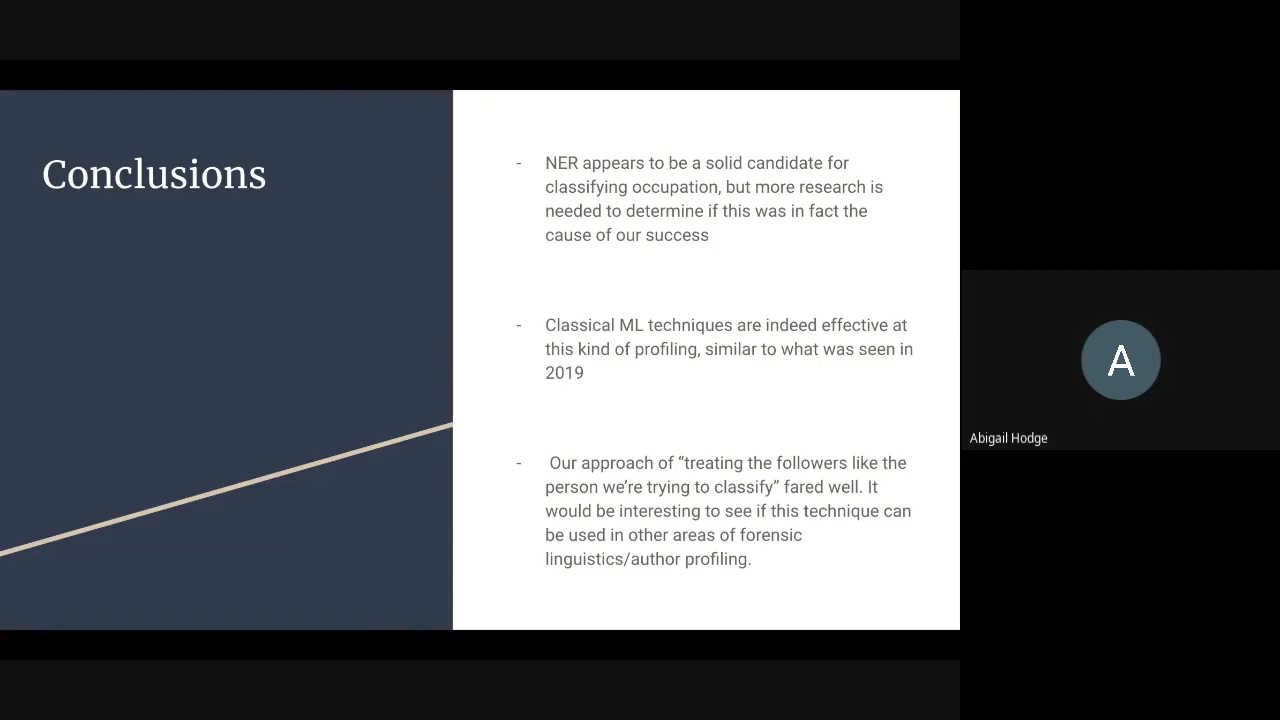 Conclusions
- NER appears to be a solid candidate for
classifying occupation, but more research is
needed to determine if this was in fact the
cause of our success
- Classical ML techniques are indeed effective at
this kind of profiling, similar to what was seen in
2019
- Our approach of “treating the followers like the
person we’re trying to classify” fared well. It
would be interesting to see if this technique can
be used in other areas of forensic
linguistics/author profiling.
A
Abigail Hodge